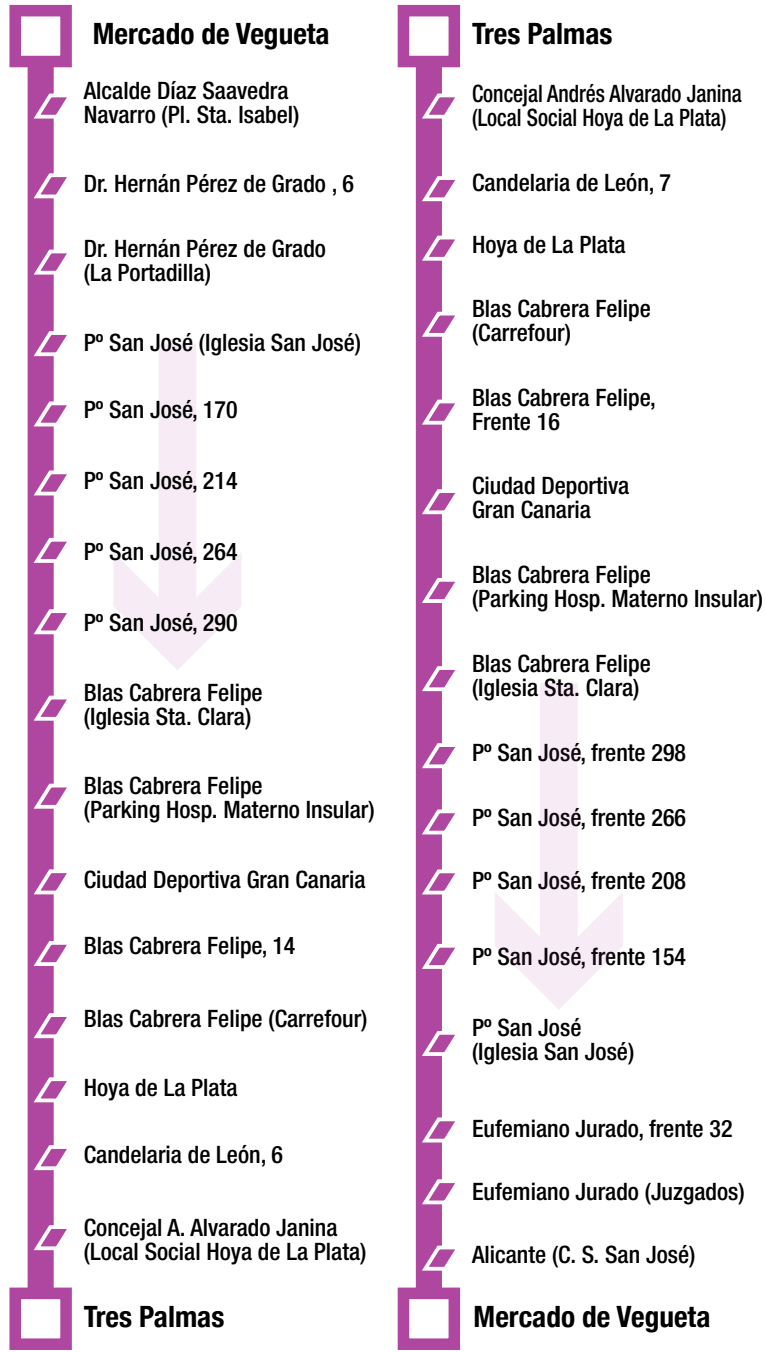 Mercado de Vegueta
Alcalde Díaz Saavedra
Navarro (Pl. Sta. Isabel)
Dr. Hernán Pérez de Grado , 6
Dr. Hernán Pérez de Grado
(La Portadilla)
Pº San José (Iglesia San José)
Pº San José, 170
Pº San José, 214
Pº San José, 264
Pº San José, 290
Blas Cabrera Felipe
(Iglesia Sta. Clara)
Blas Cabrera Felipe
(Parking Hosp. Materno Insular)
Ciudad Deportiva Gran Canaria
Blas Cabrera Felipe, 14
Blas Cabrera Felipe (Carrefour)
Hoya de La Plata
Candelaria de León, 6
Concejal A. Alvarado Janina
(Local Social Hoya de La Plata)
Tres Palmas
Tres Palmas
Concejal Andrés Alvarado Janina
(Local Social Hoya de La Plata)
Candelaria de León, 7
Hoya de La Plata
Blas Cabrera Felipe
(Carrefour)
Blas Cabrera Felipe,
Frente 16
Ciudad Deportiva
Gran Canaria
Blas Cabrera Felipe
(Parking Hosp. Materno Insular)
Blas Cabrera Felipe
(Iglesia Sta. Clara)
Pº San José, frente 298
Pº San José, frente 266
Pº San José, frente 208
Pº San José, frente 154
Pº San José
(Iglesia San José)
Eufemiano Jurado, frente 32
Eufemiano Jurado (Juzgados)
Alicante (C. S. San José)
Mercado de Vegueta